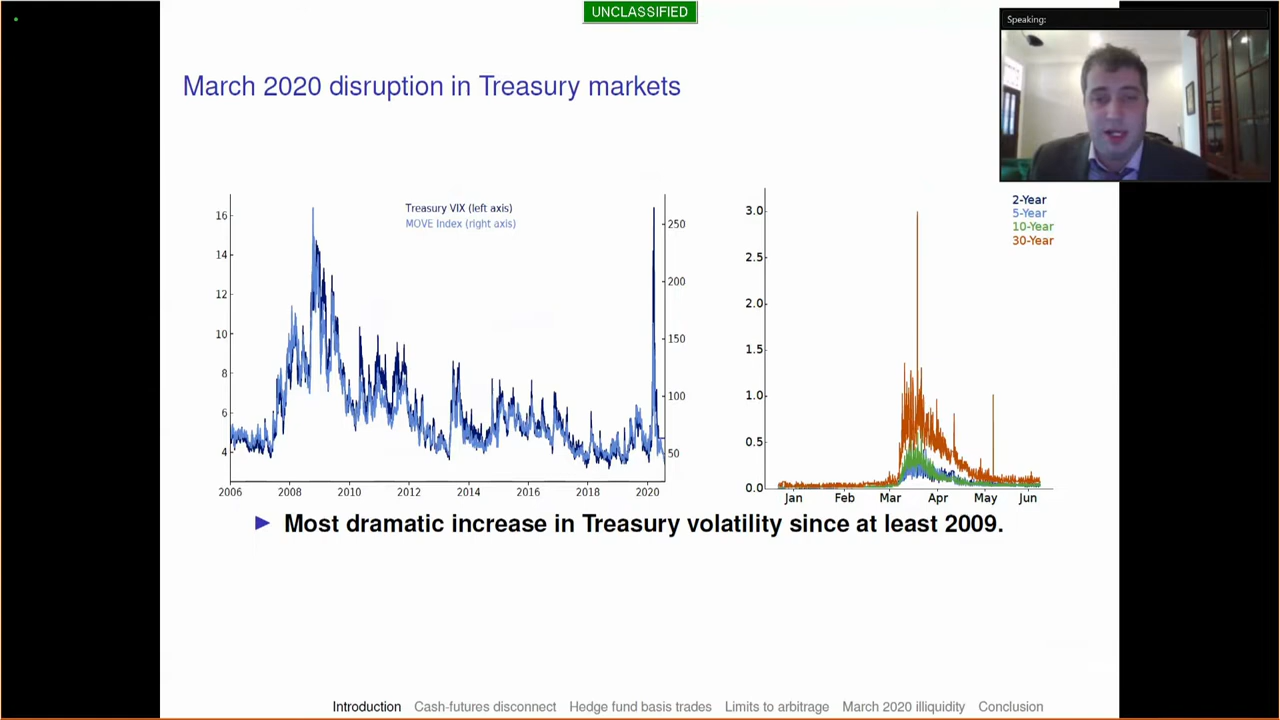 UNCLASSIFIED
Speaking:
March 2020 disruption in Treasury markets
Treasury VIX (left axis)
MOVE Index (right axis)
16
14
12
10
8
6
4
250
200
150
100
50
2006 2008 2010 2012 2014 2016 2018 2020
2-Year
5-Year
10-Year
30-Year
3.0
2.5
2.0
1.5
1.0
0.5
0.0
Jan Feb Mar Apr May Jun
Most dramatic increase in Treasury volatility since at least 2009.
Introduction Cash-futures disconnect Hedge fund basis trades Limits to arbitrage March 2020 illiquidity Conclusion